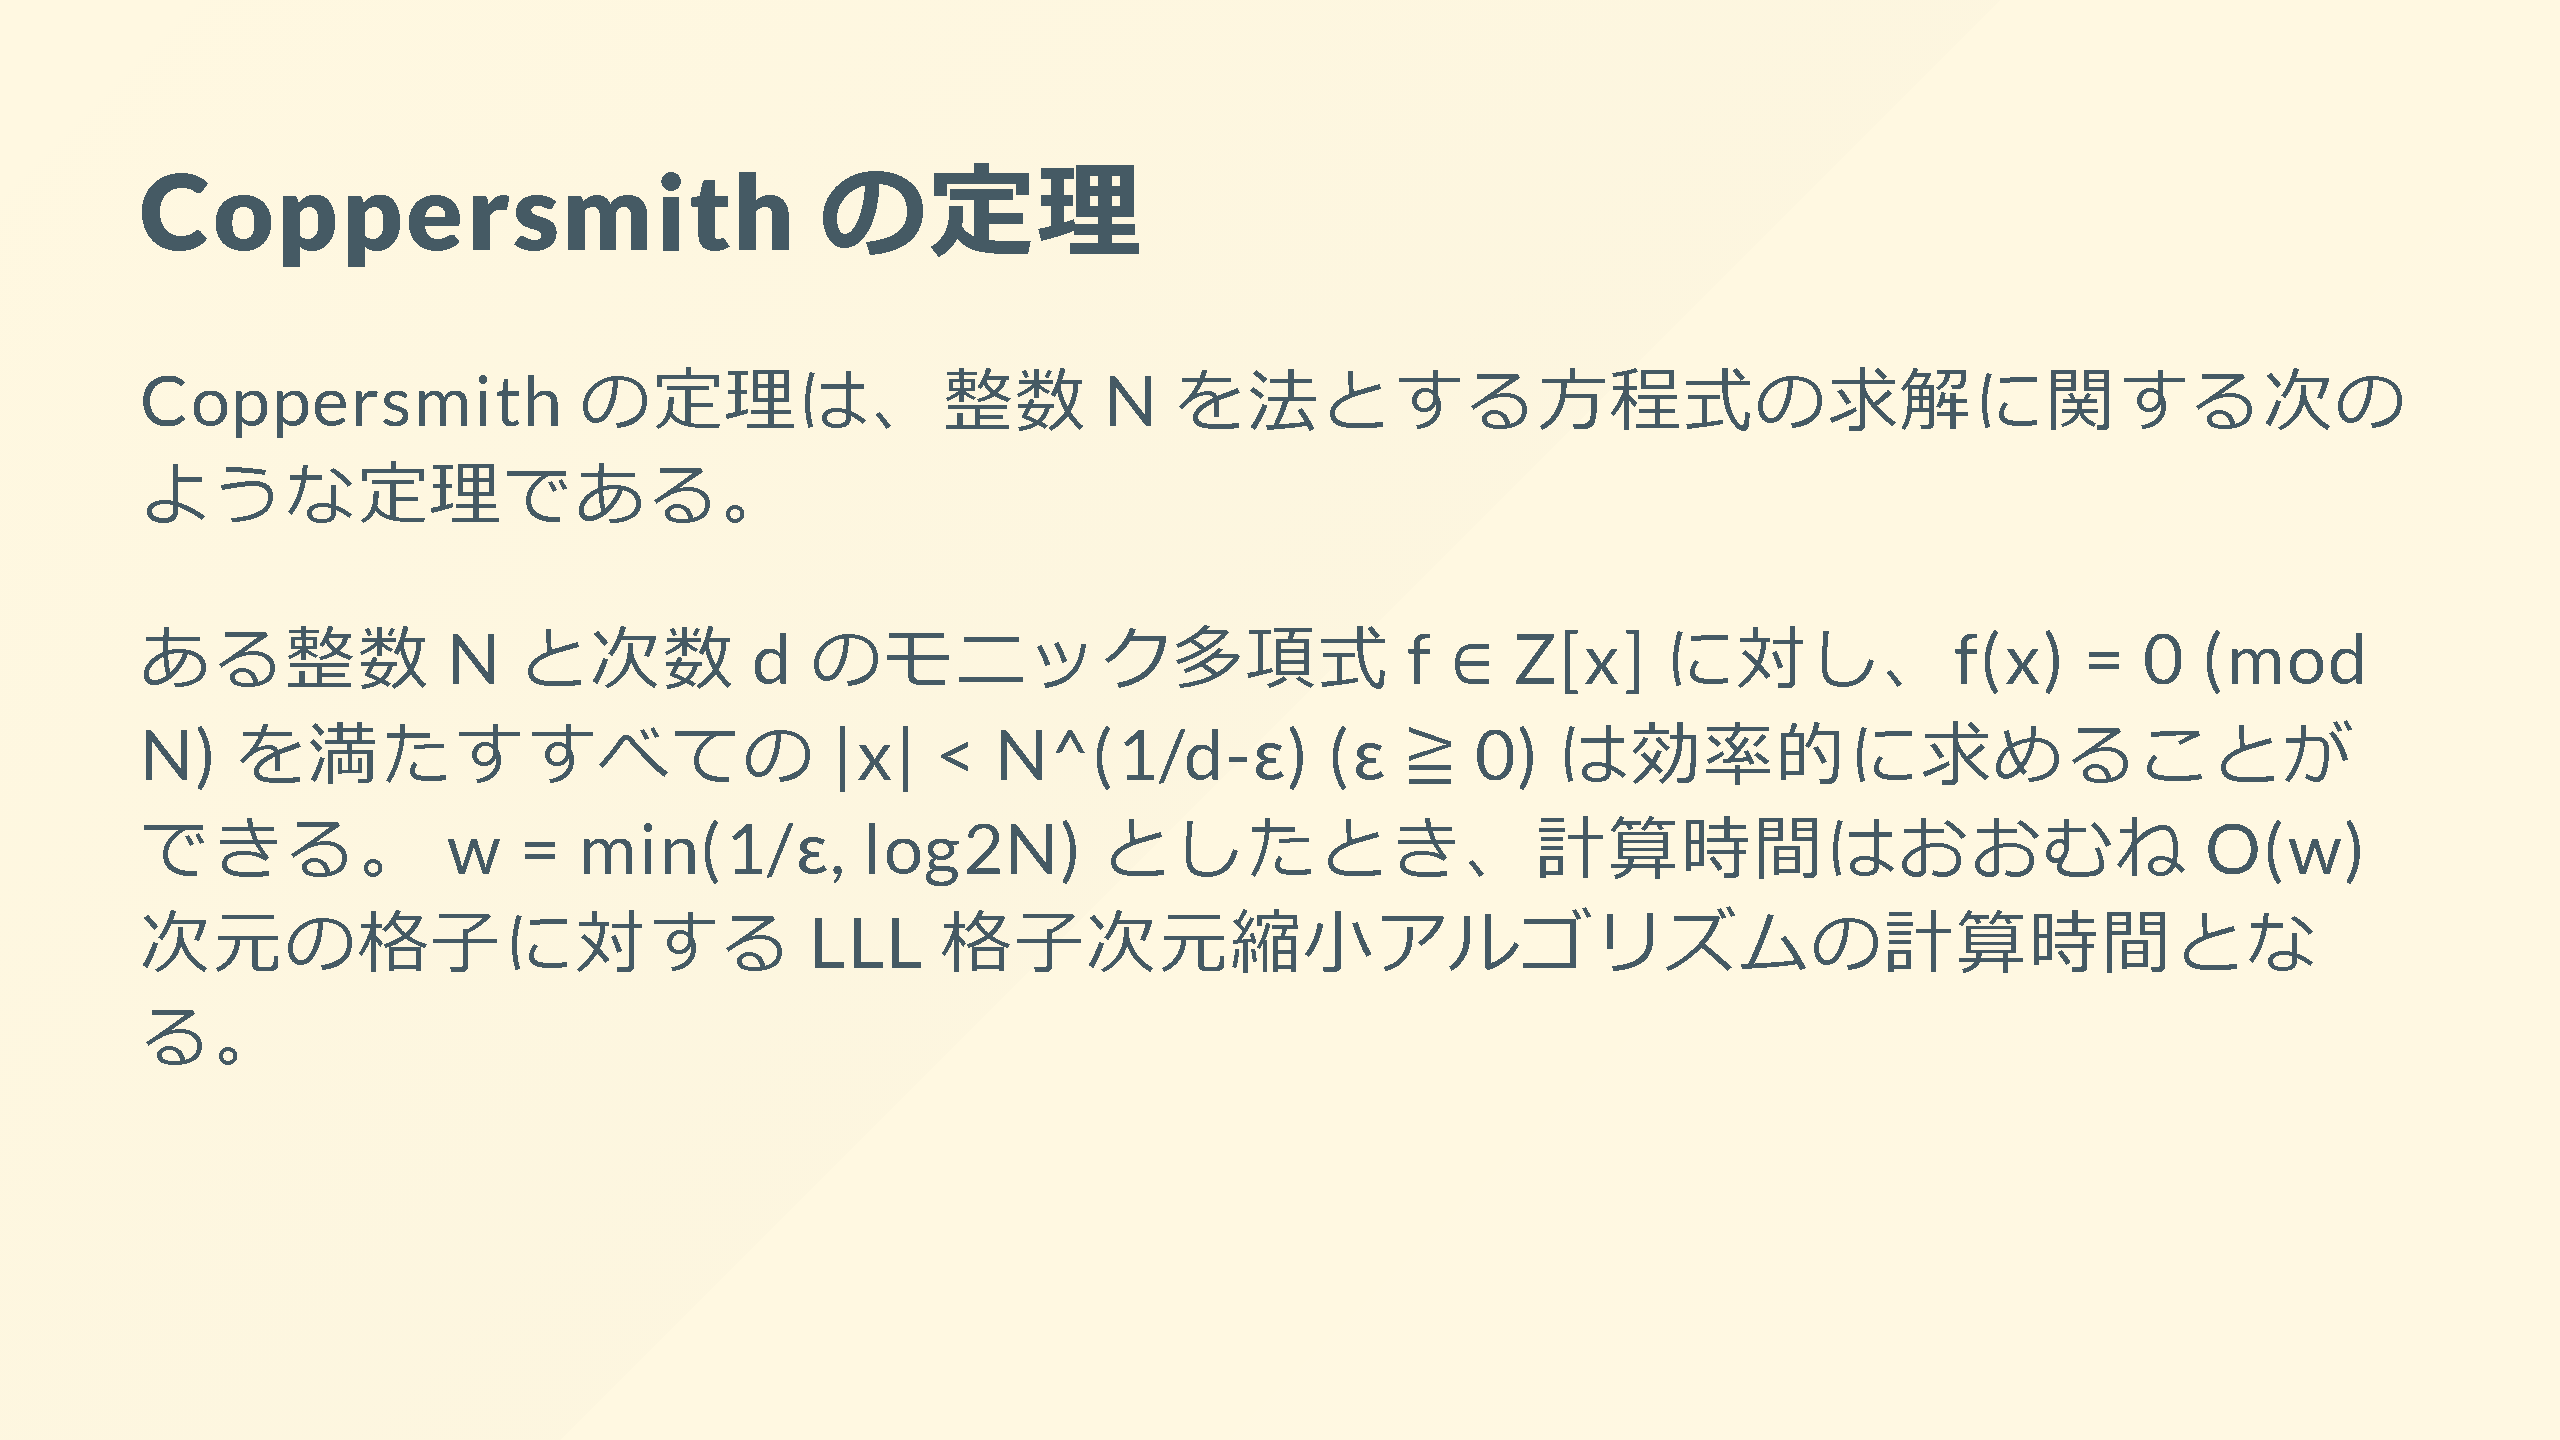 Coppersmith の定理
Coppersmith の定理は、整数 N を法とする方程式の求解に関する次の
ような定理である。
ある整数 N と次数 d のモニック多項式 f ∈ Z[x] に対し、f(x) = 0 (mod
N) を満たすすべての |x| < N^(1/d-ε) (ε ≧ 0) は効率的に求めることが
できる。 w = min(1/ε, log2N) としたとき、計算時間はおおむね O(w)
次元の格子に対する LLL 格子次元縮小アルゴリズムの計算時間とな
る。